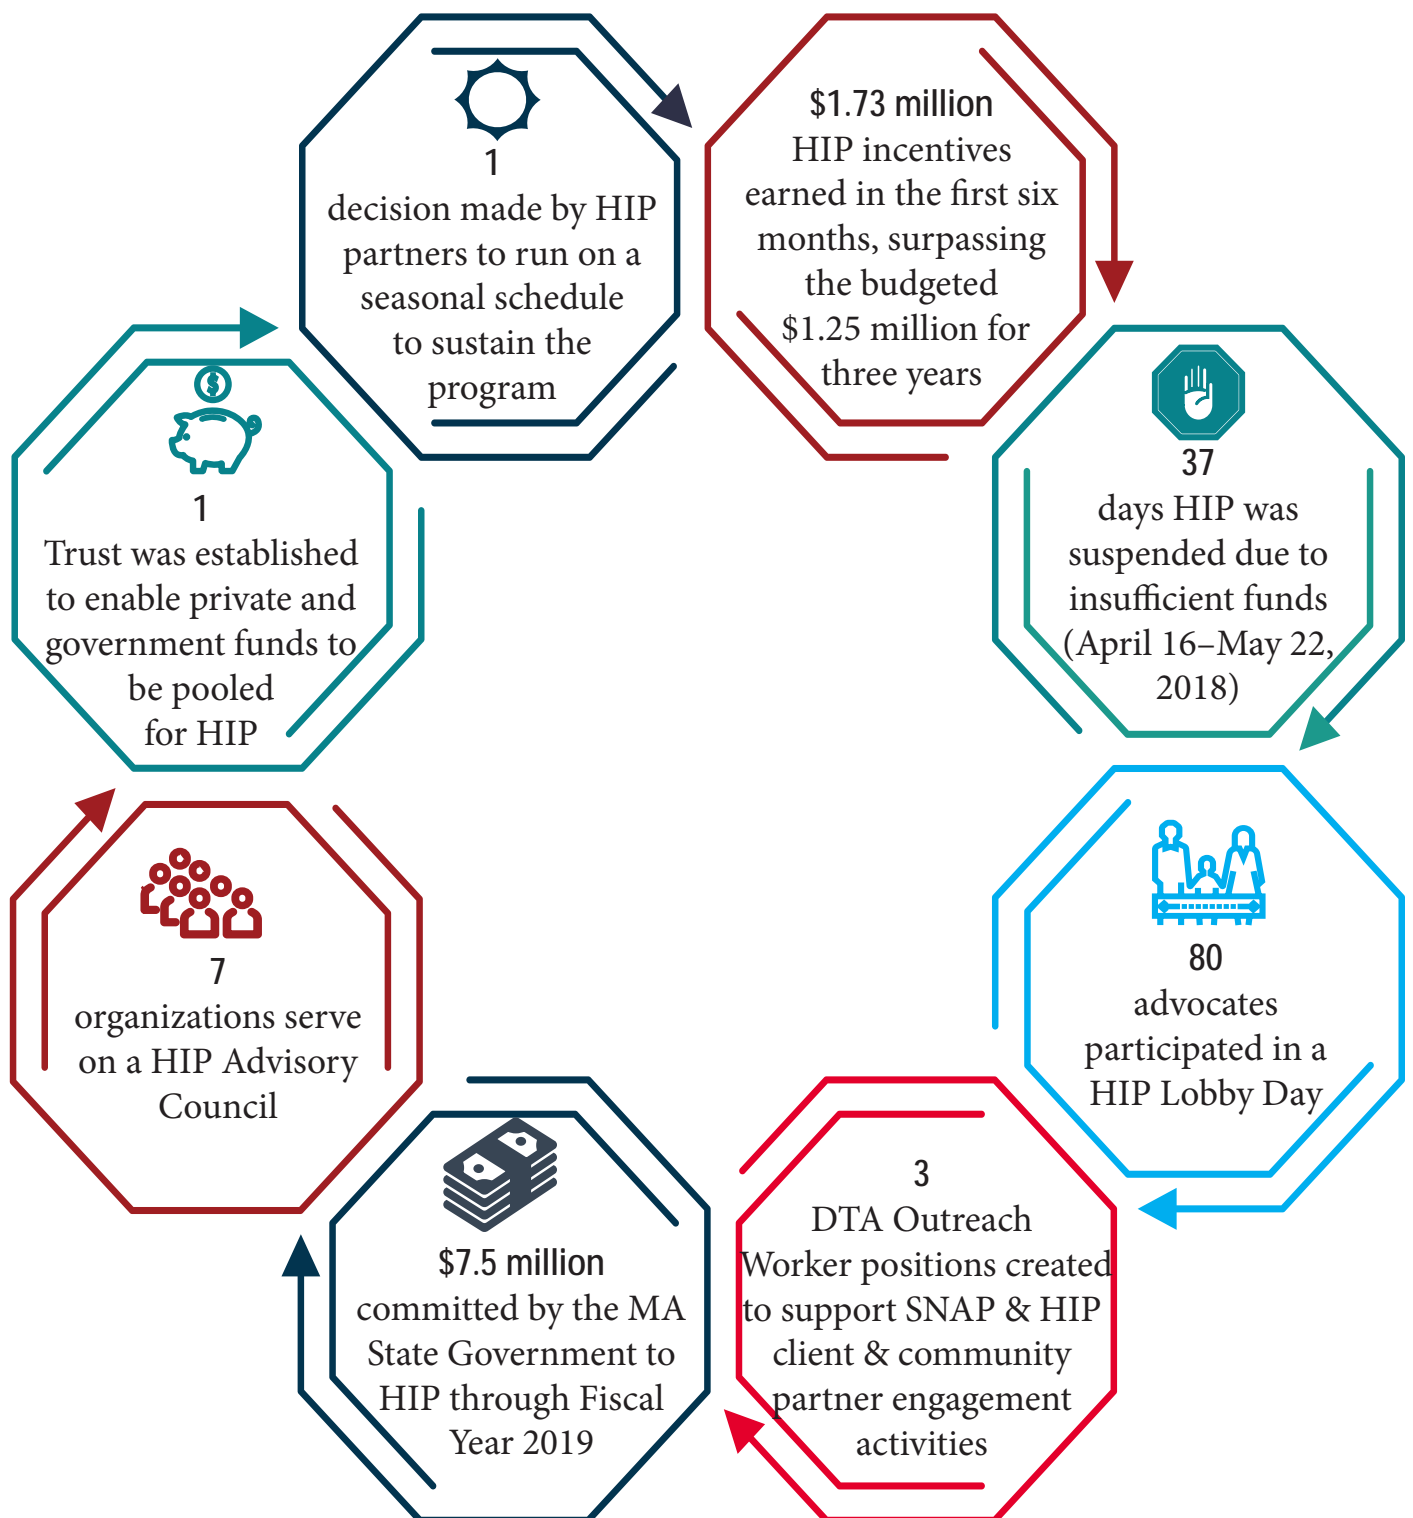 1
decision made by HIP
partners to run on a
seasonal schedule
to sustain the
program
$1.73 million
HIP incentives
earned in the first six
months, surpassing
the budgeted
$1.25 million for
three years
37
days HIP was
suspended due to
insufficient funds
(April 16–May 22,
2018)
80
advocates
participated in a
HIP Lobby Day
3
DTA Outreach
Worker positions created
to support SNAP & HIP
client & community
partner engagement
activities
$7.5 million
committed by the MA
State Government to
HIP through Fiscal
Year 2019
7
organizations serve
on a HIP Advisory
Council
$
1
Trust was established
to enable private and
government funds to
be pooled
for HIP